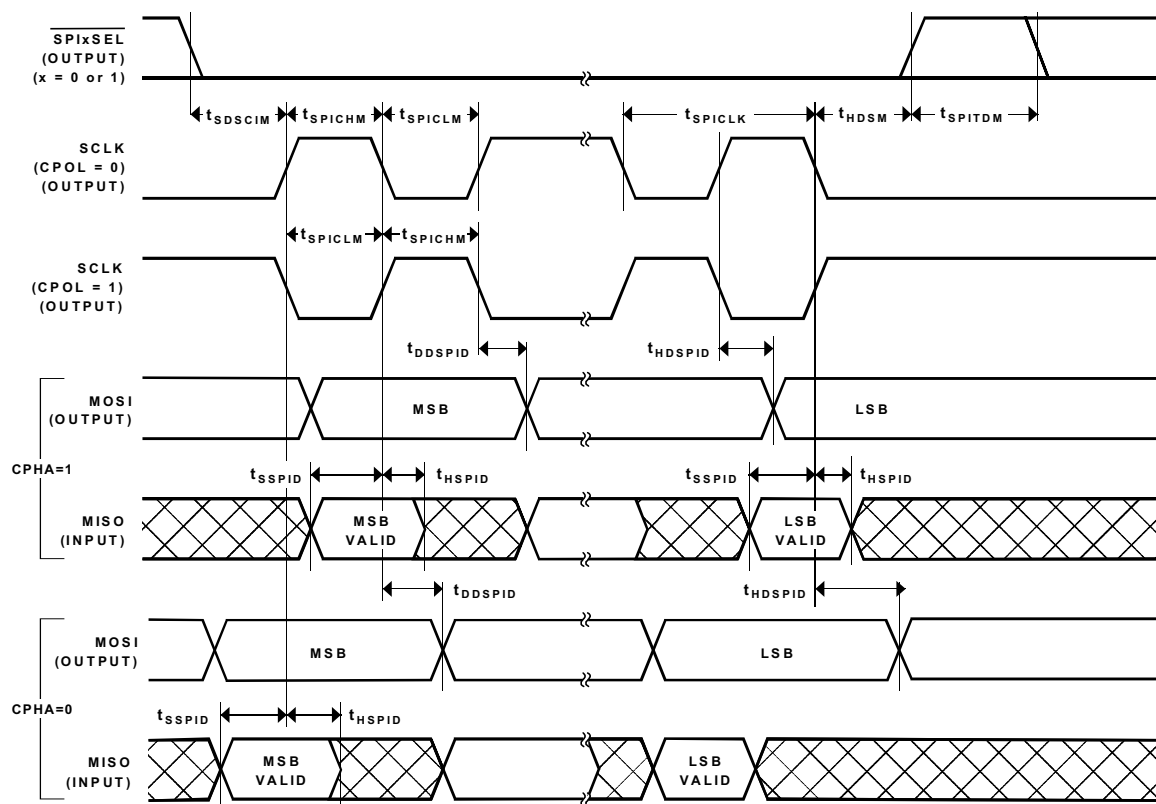 SPIxSEL
(OUTPUT)
(x = 0 or 1)
tSDSCIM
tSPICHM
tSPICLM
tSPICLK
tHDSM
tSPITDM
SCLK
(CPOL = 0)
(OUTPUT)
tSPICLM
tSPICHM
SCLK
(CPOL = 1)
(OUTPUT)
tDDSPID
tHDSPID
MOSI
(OUTPUT)
MSB
LSB
CPHA=1
tSSPID
tHSPID
tSSPID
tHSPID
MISO
(INPUT)
MSB
VALID
LSB
VALID
tDDSPID
tHDSPID
MOSI
(OUTPUT)
MSB
LSB
CPHA=0
tSSPID
tHSPID
MISO
(INPUT)
MSB
VALID
LSB
VALID